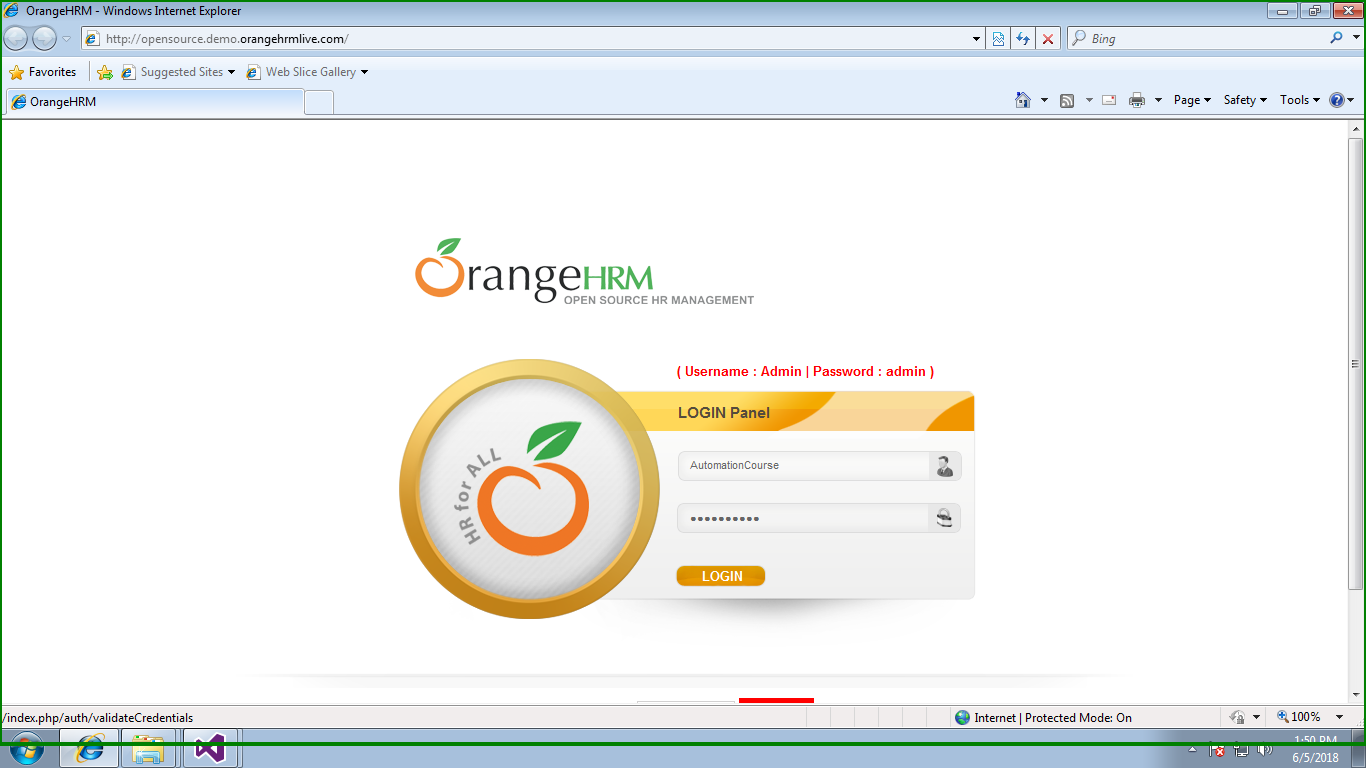 OrangeHRM - Windows Internet Explorer
http://opensource.demo.orangehrmlive.com/
Bing
Favorites
Suggested Sites
Web Slice Gallery
OrangeHRM
Page
Safety
Tools
OrangeHRM
OPEN SOURCE HR MANAGEMENT
( Username : Admin | Password : admin )
LOGIN Panel
HR for ALL
AutomationCourse
••••••••••
LOGIN
/index.php/auth/validateCredentials
Internet | Protected Mode: On
100%
1:50 PM
6/5/2018